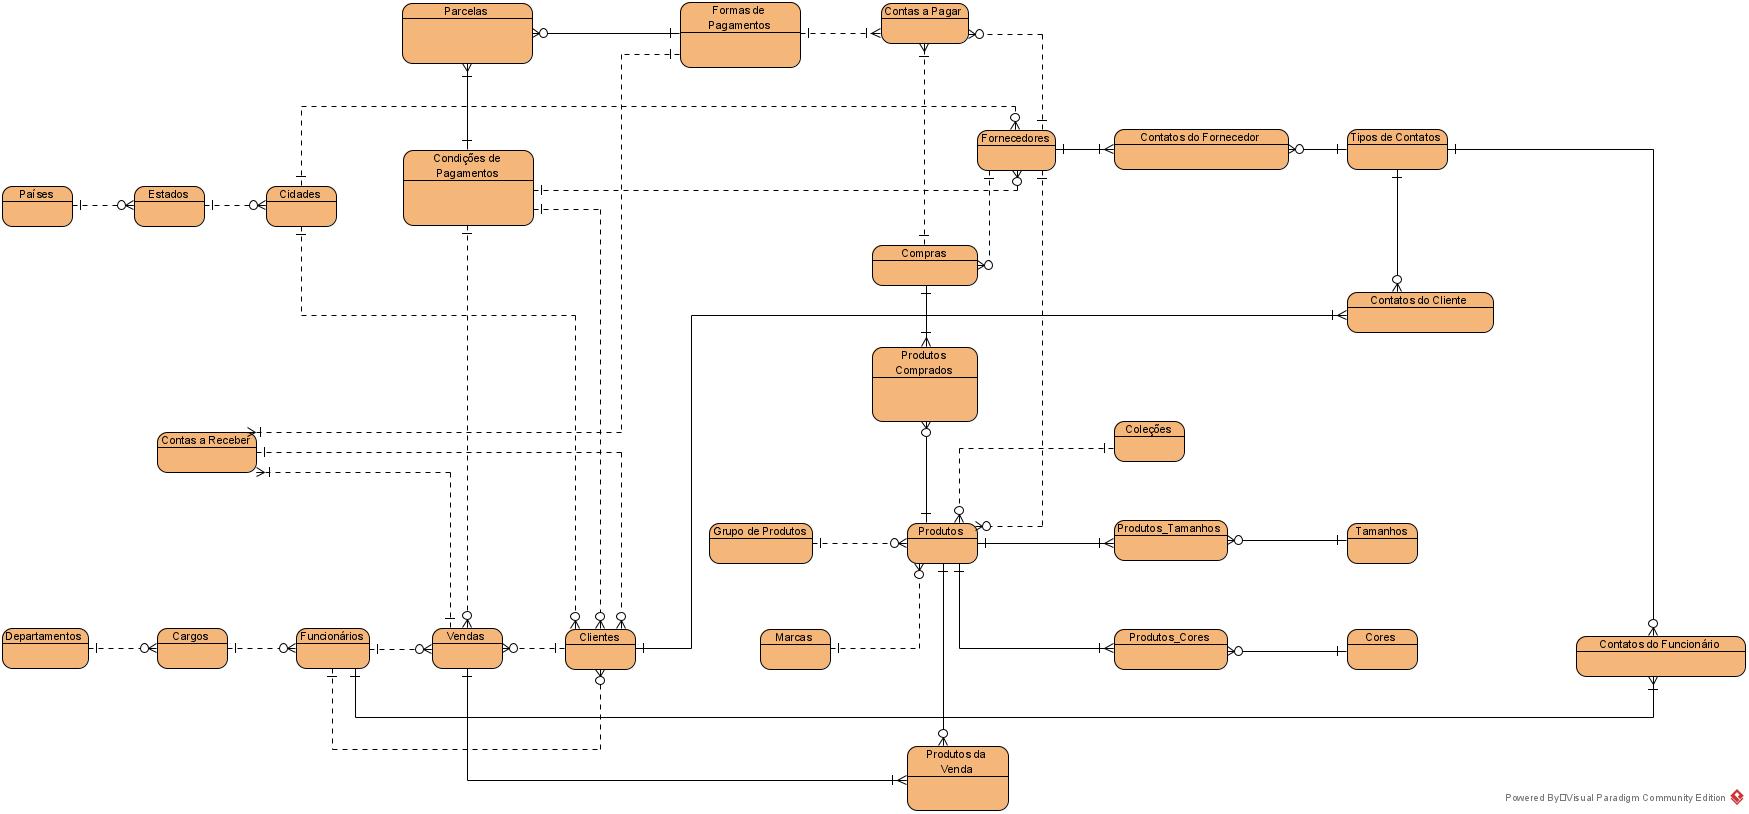 Parcelas
Formas de
Pagamentos
Contas a Pagar
Fornecedores
Contatos do Fornecedor
Tipos de Contatos
Condições de
Pagamentos
Países
Estados
Cidades
Compras
Contatos do Cliente
Produtos
Comprados
Contas a Receber
Coleções
Grupo de Produtos
Produtos
Produtos_Tamanhos
Tamanhos
Departamentos
Cargos
Funcionários
Vendas
Clientes
Marcas
Produtos_Cores
Cores
Contatos do Funcionário
Produtos da
Venda
Powered By□Visual Paradigm Community Edition